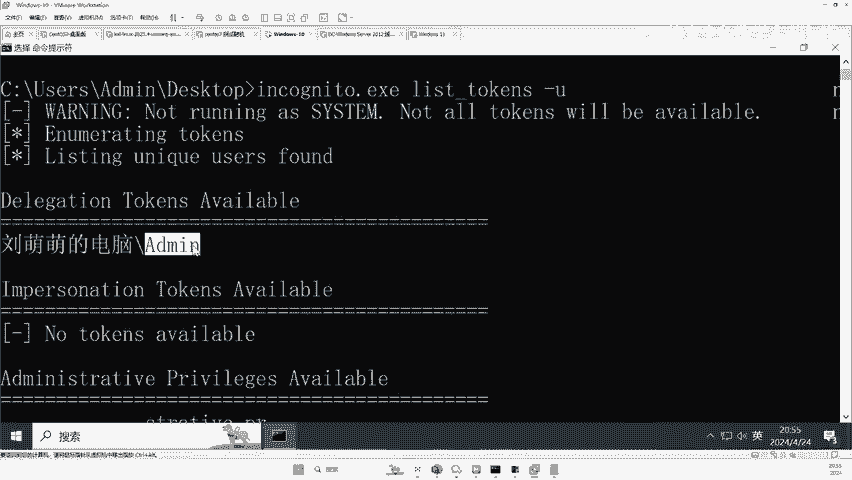 Windows-10 - VMware Workstation
选择 命令提示符
C:\Users\Admin\Desktop>incognito.exe list_tokens -u
[-] WARNING: Not running as SYSTEM. Not all tokens will be available.
[*] Enumerating tokens
[*] Listing unique users found
Delegation Tokens Available
================================================
刘萌萌的电脑\Admin
Impersonation Tokens Available
================================================
[-] No tokens available
Administrative Privileges Available
================================================
搜索
英
20:55
2024/4/24